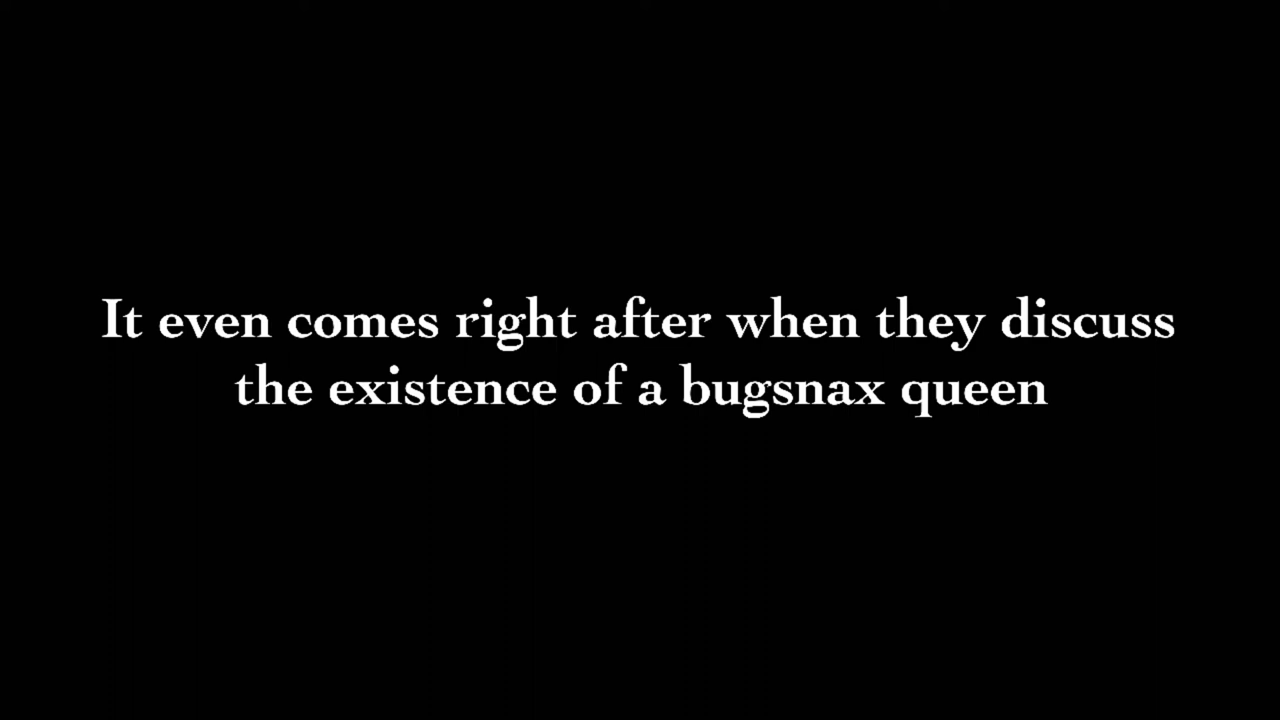 It even comes right after when they discuss
the existence of a bugsnax queen